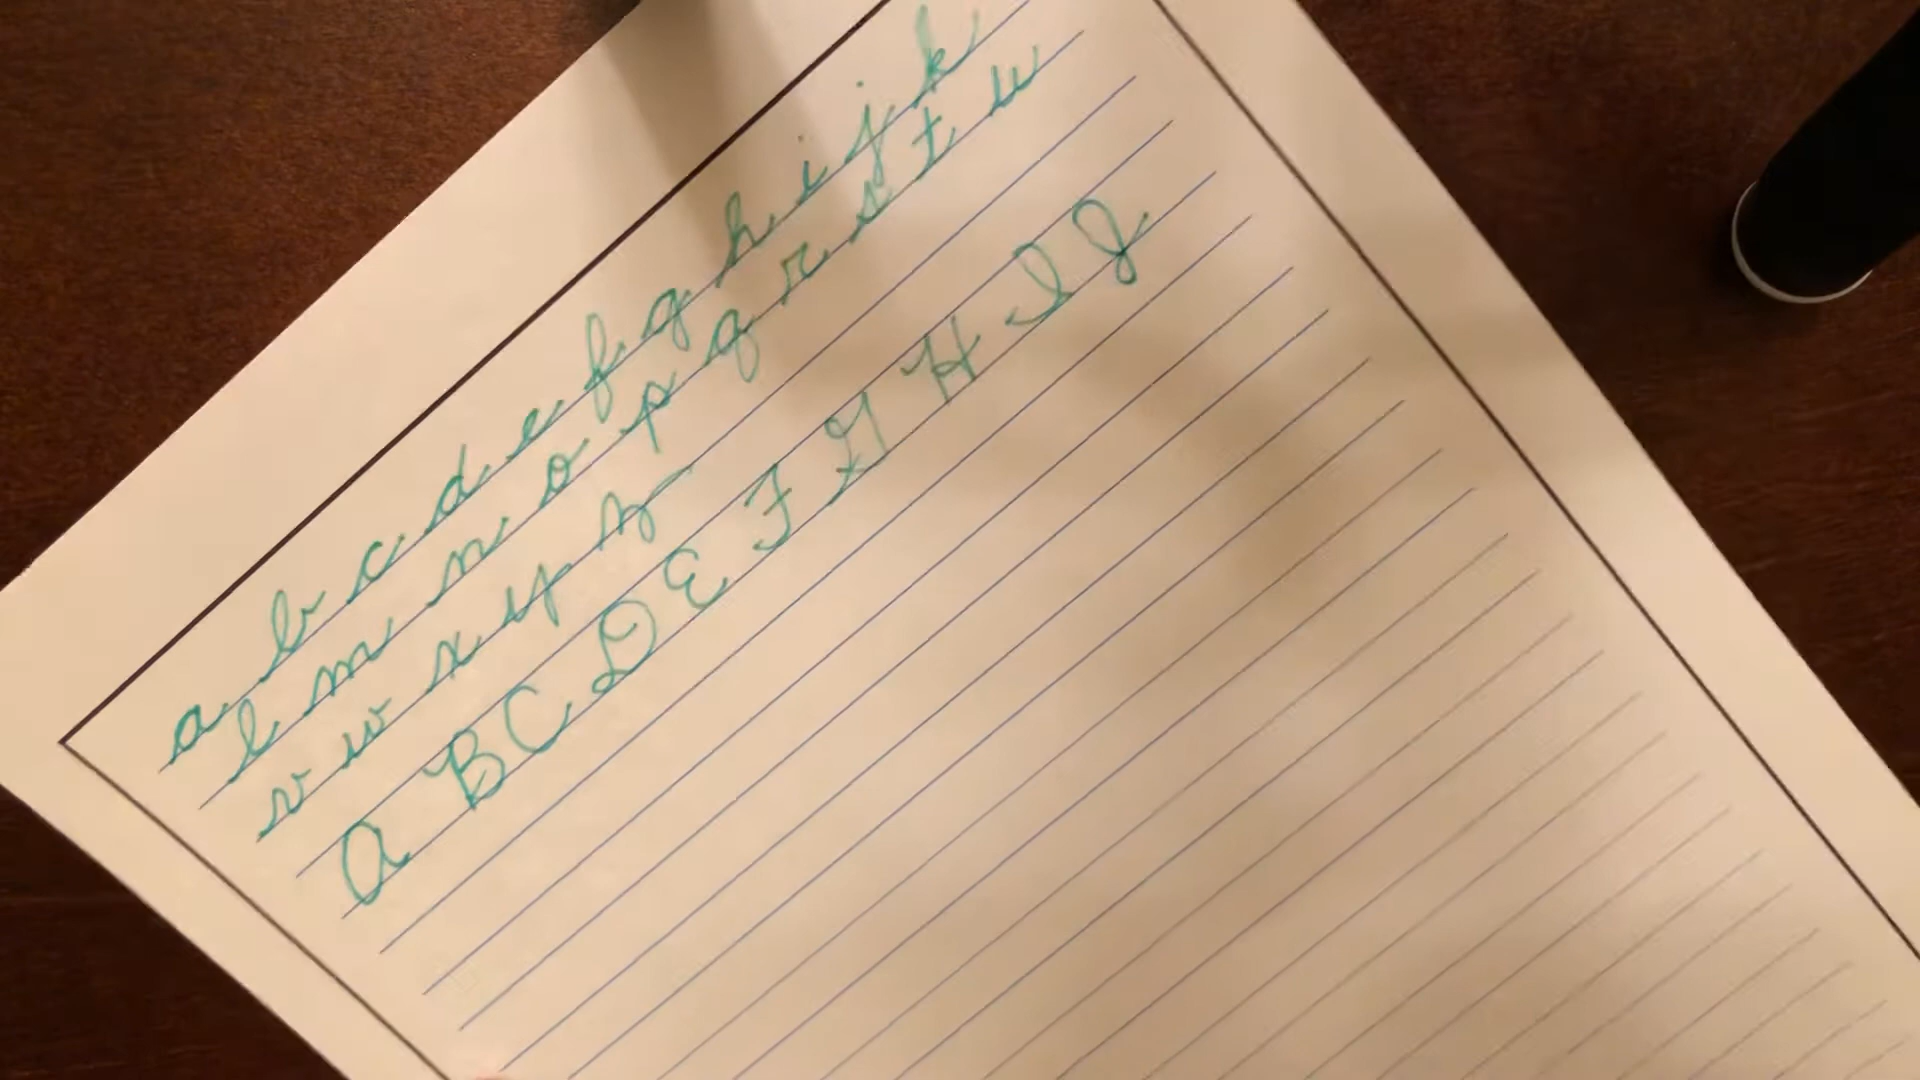 a b c d e f g h i j k
l m n o p q r s t u
v w x y z
A B C D E F G H I J